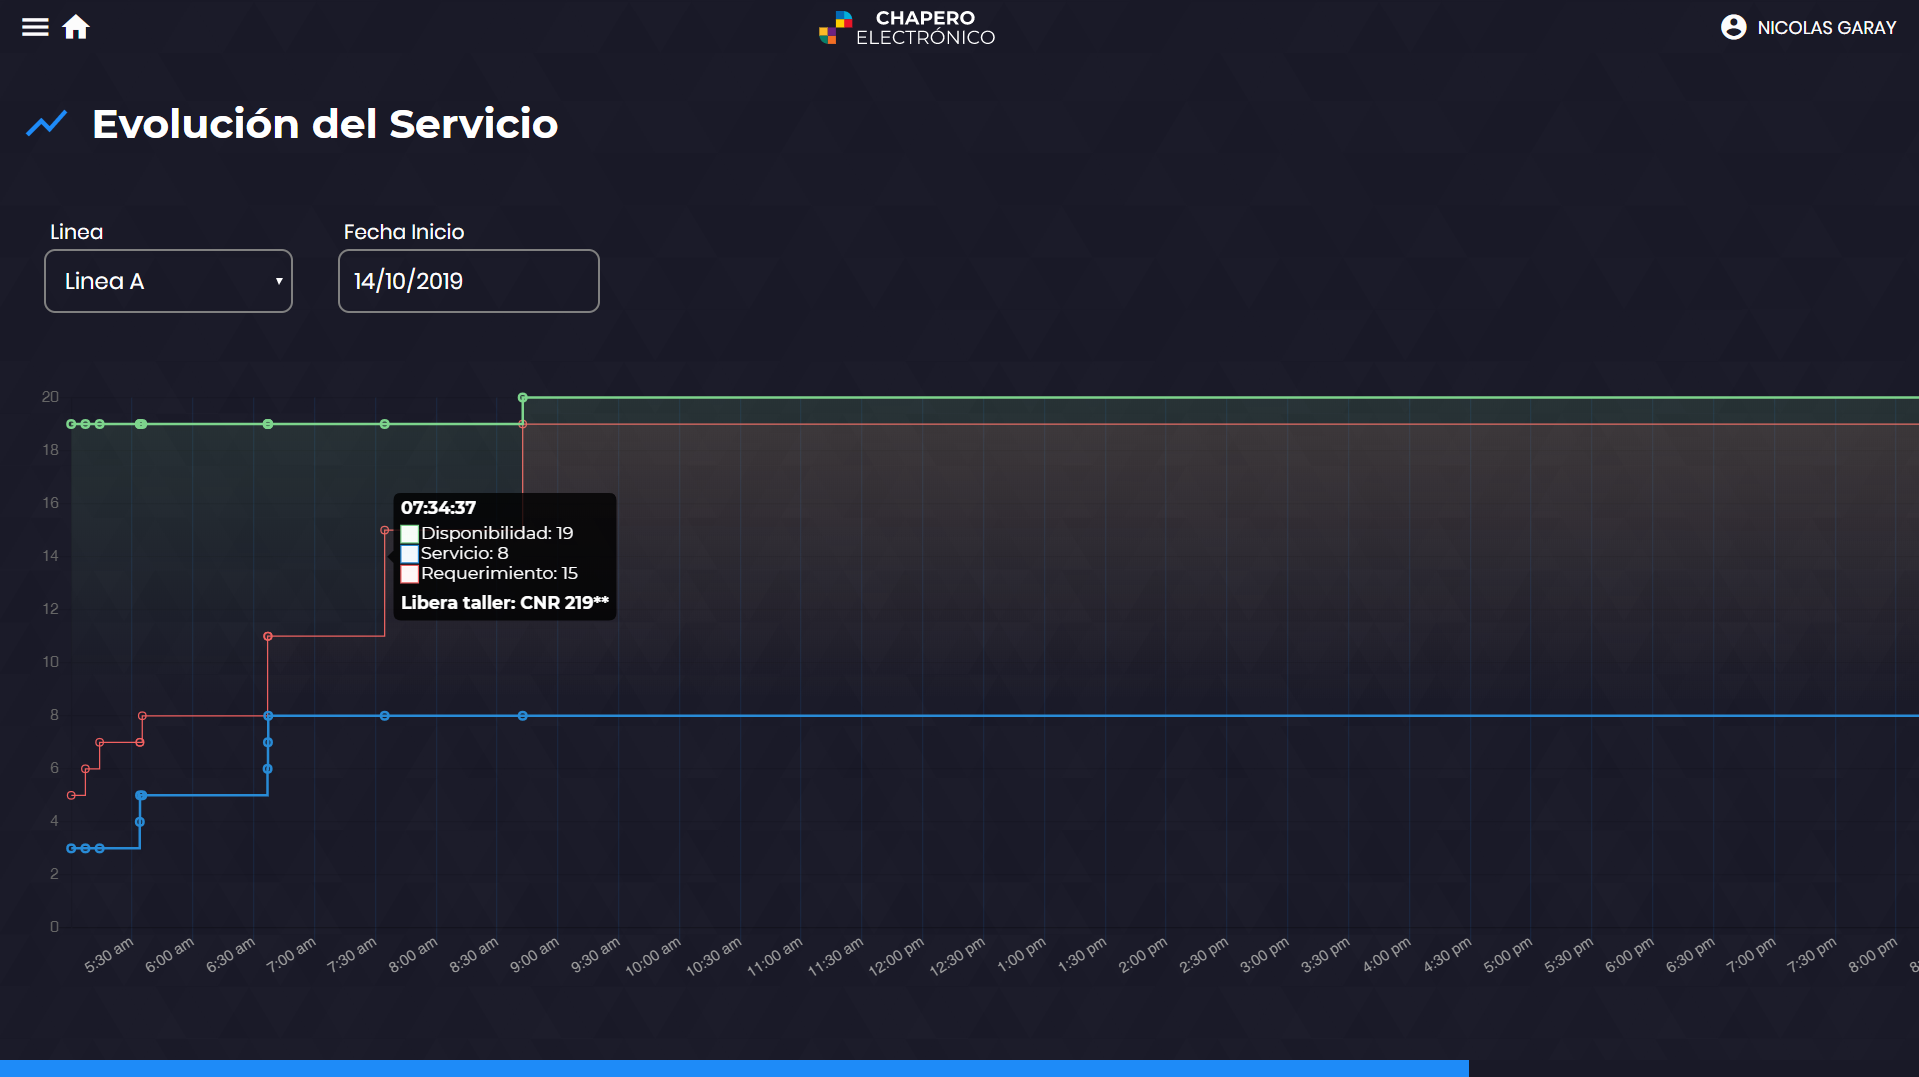 CHAPERO
ELECTRÓNICO
NICOLAS GARAY
Evolución del Servicio
Linea
Fecha Inicio
Linea A
14/10/2019
20
18
16
14
12
10
8
6
4
2
0
07:34:37
Disponibilidad: 19
Servicio: 8
Requerimiento: 15
Libera taller: CNR 219**
5:30 am
6:00 am
6:30 am
7:00 am
7:30 am
8:00 am
8:30 am
9:00 am
9:30 am
10:00 am
10:30 am
11:00 am
11:30 am
12:00 pm
12:30 pm
1:00 pm
1:30 pm
2:00 pm
2:30 pm
3:00 pm
3:30 pm
4:00 pm
4:30 pm
5:00 pm
5:30 pm
6:00 pm
6:30 pm
7:00 pm
7:30 pm
8:00 pm